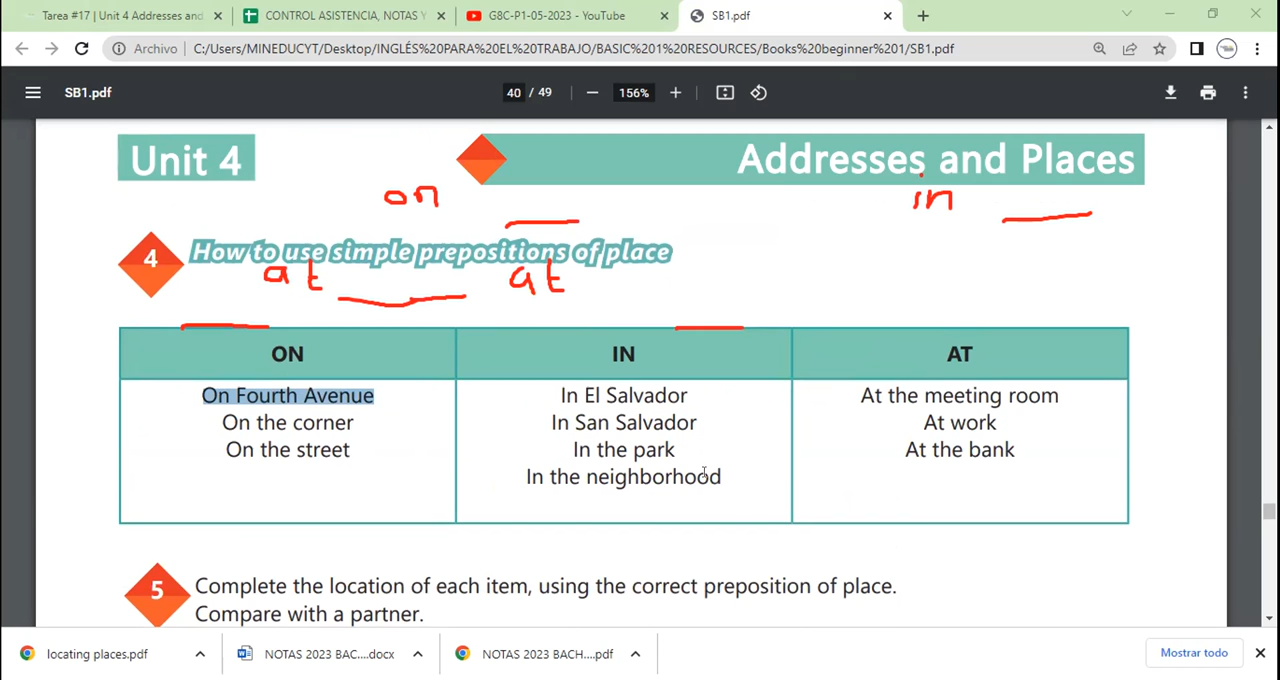 Tarea #17 | Unit 4 Addresses and
CONTROL ASISTENCIA, NOTAS Y
G8C-P1-05-2023 - YouTube
SB1.pdf
Archivo
C:/Users/MINEDUCYT/Desktop/INGLÉS%20PARA%20EL%20TRABAJO/BASIC%201%20RESOURCES/Books%20beginner%201/SB1.pdf
SB1.pdf
40 / 49
156%
Unit 4
Addresses and Places
on
in
4
How to use simple prepositions of place
at
at
ON
IN
AT
On Fourth Avenue
In El Salvador
At the meeting room
On the corner
In San Salvador
At work
On the street
In the park
At the bank
In the neighborhood
5
Complete the location of each item, using the correct preposition of place.
Compare with a partner.
locating places.pdf
NOTAS 2023 BAC....docx
NOTAS 2023 BACH....pdf
Mostrar todo